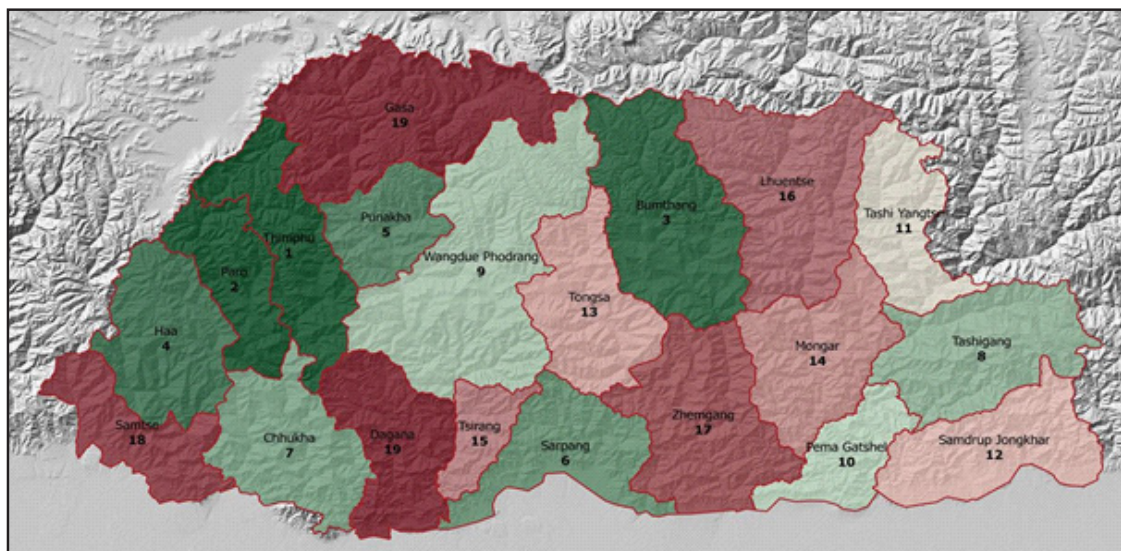 Gasa
19
Punakha
5
Thimphu
1
Paro
2
Haa
4
Wangdue Phodrang
9
Bumthang
3
Lhuentse
16
Tashi Yangtse
11
Tongsa
13
Mongar
14
Tashigang
8
Samtse
18
Chhukha
7
Dagana
19
Tsirang
15
Sarpang
6
Zhemgang
17
Pema Gatshel
10
Samdrup Jongkhar
12